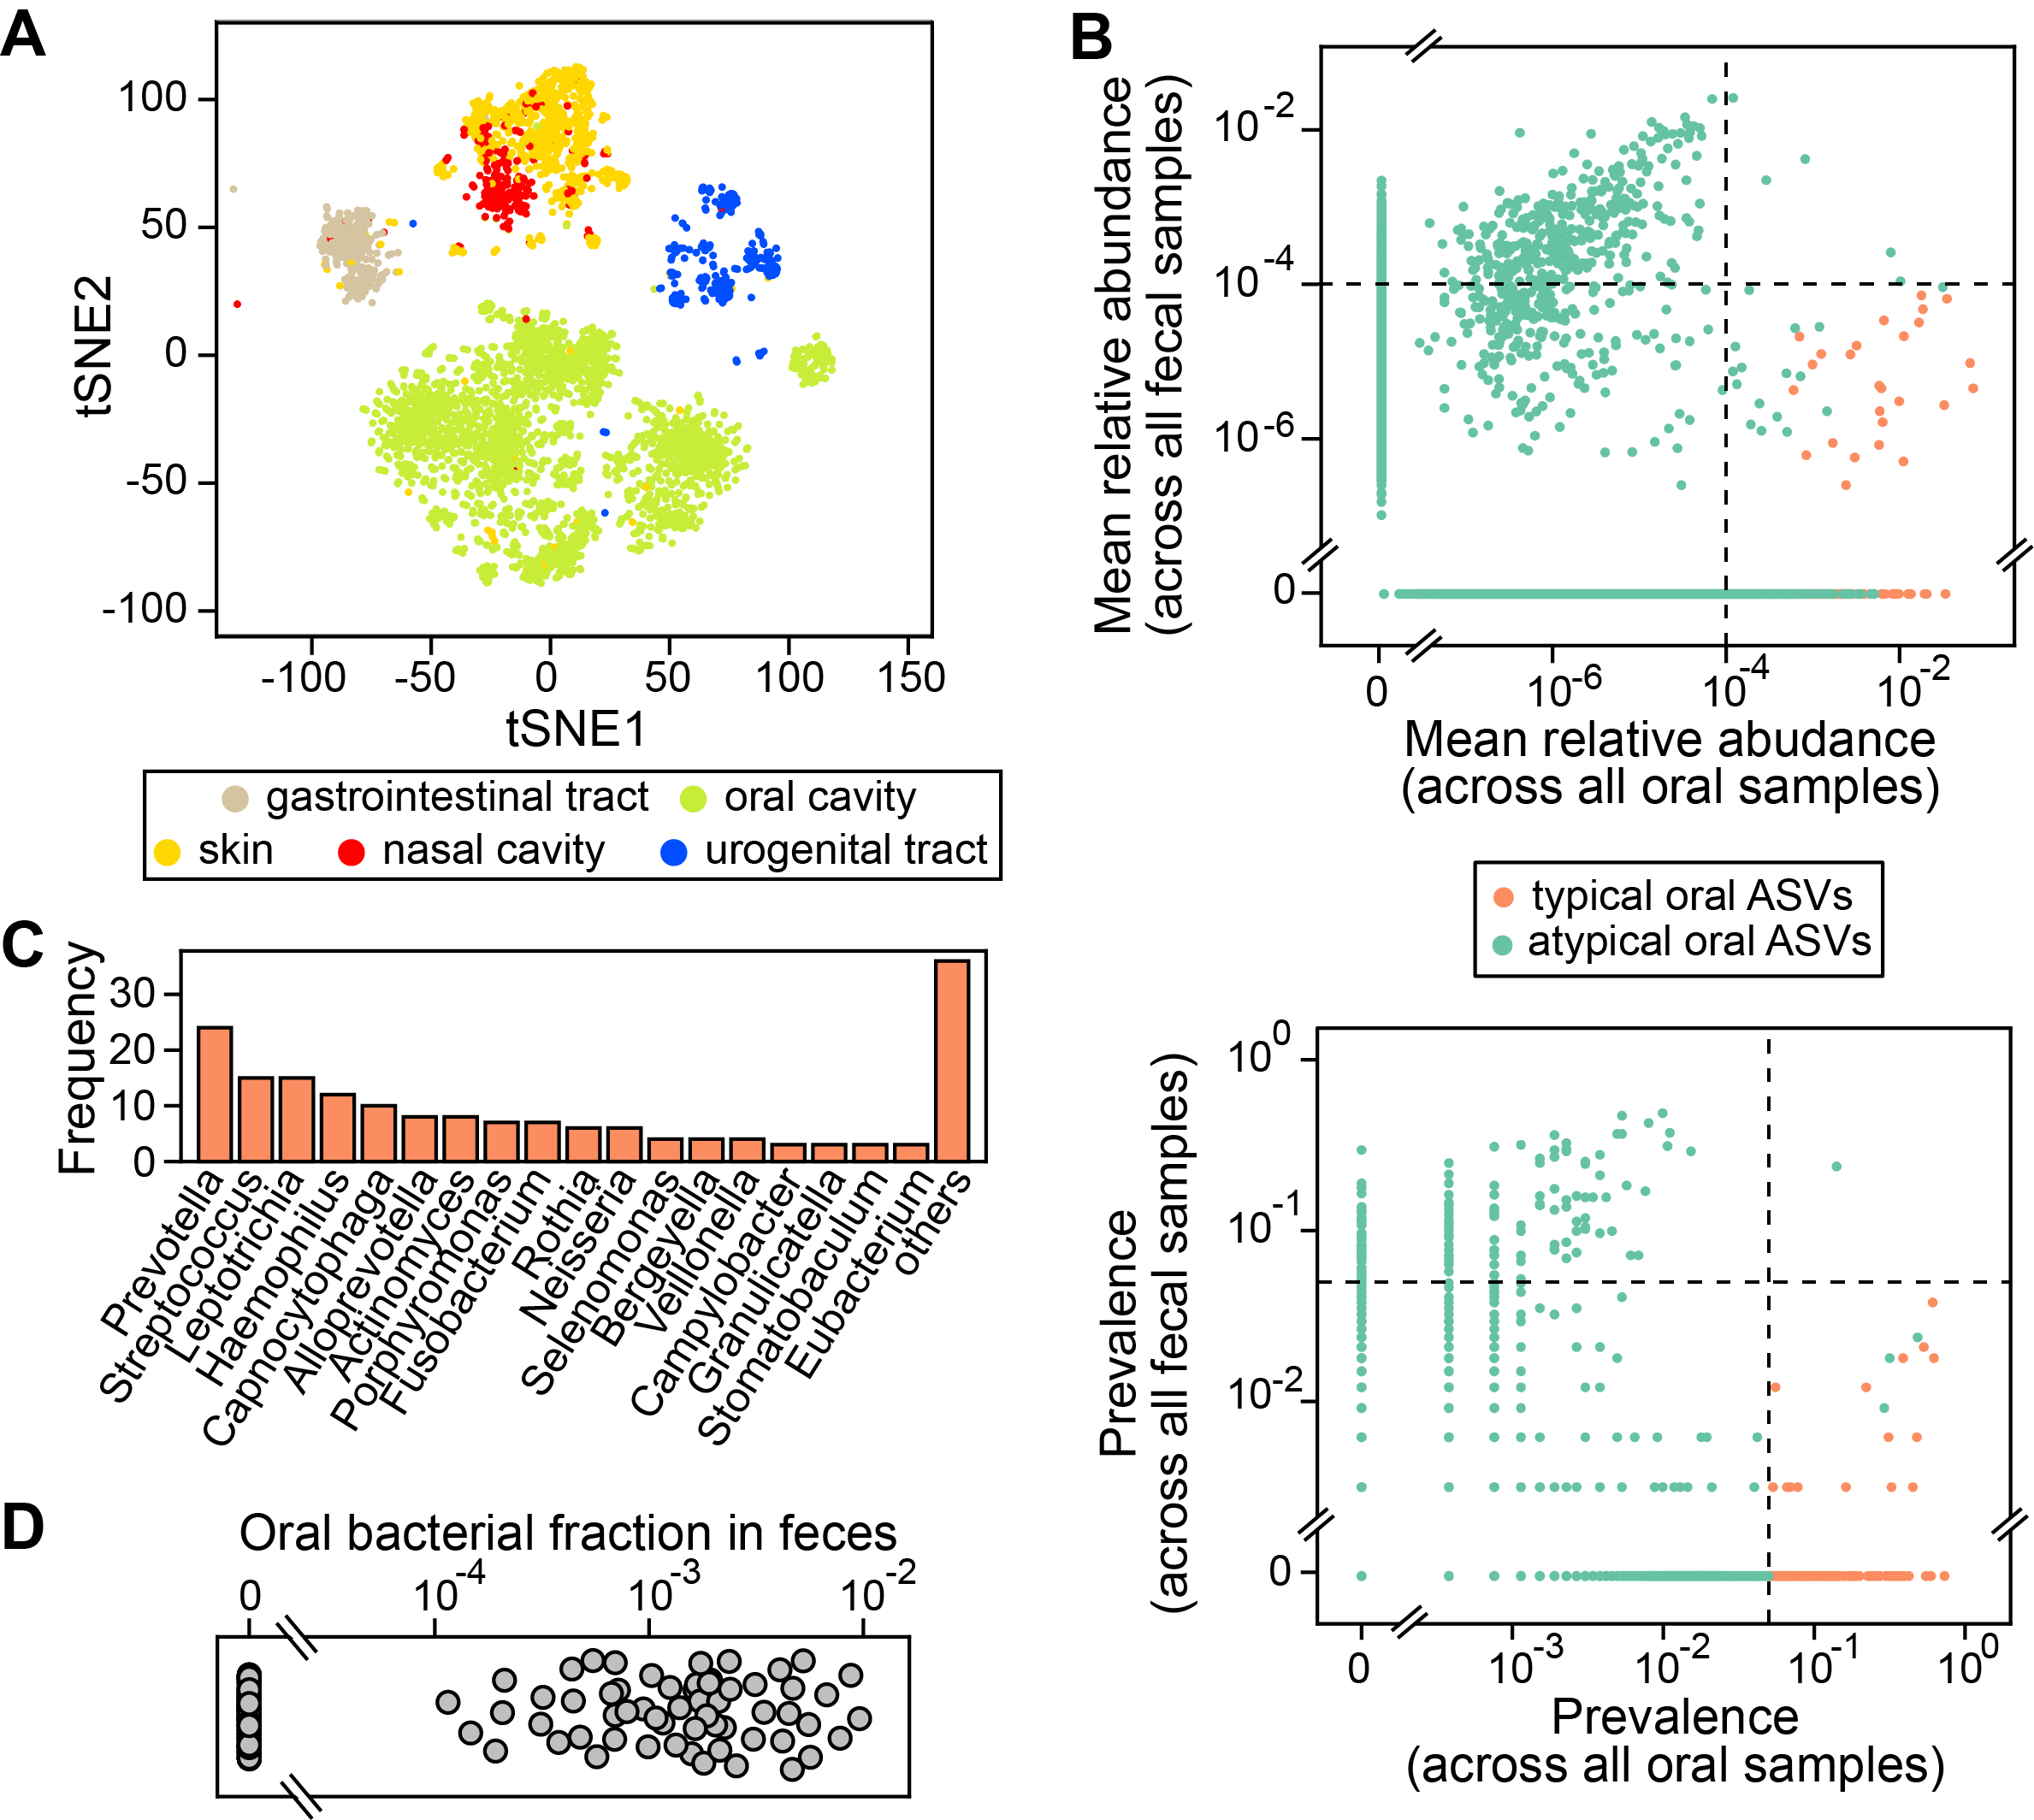 A
tSNE2
100
50
0
-50
-100
-100
-50
0
50
100
150
tSNE1
gastrointestinal tract
oral cavity
skin
nasal cavity
urogenital tract
B
Mean relative abundance
(across all fecal samples)
10-2
10-4
10-6
0
0
10-6
10-4
10-2
Mean relative abudance
(across all oral samples)
typical oral ASVs
atypical oral ASVs
Prevalence
(across all fecal samples)
100
10-1
10-2
0
0
10-3
10-2
10-1
100
Prevalence
(across all oral samples)
C
Frequency
30
20
10
0
Prevotella
Streptococcus
Leptotrichia
Haemophilus
Capnocytophaga
Alloprevotella
Actinomyces
Porphyromonas
Fusobacterium
Rothia
Neisseria
Selenomonas
Bergeyella
Veillonella
Campylobacter
Granulicatella
Stomatobaculum
Eubacterium
others
D
Oral bacterial fraction in feces
0
10-4
10-3
10-2